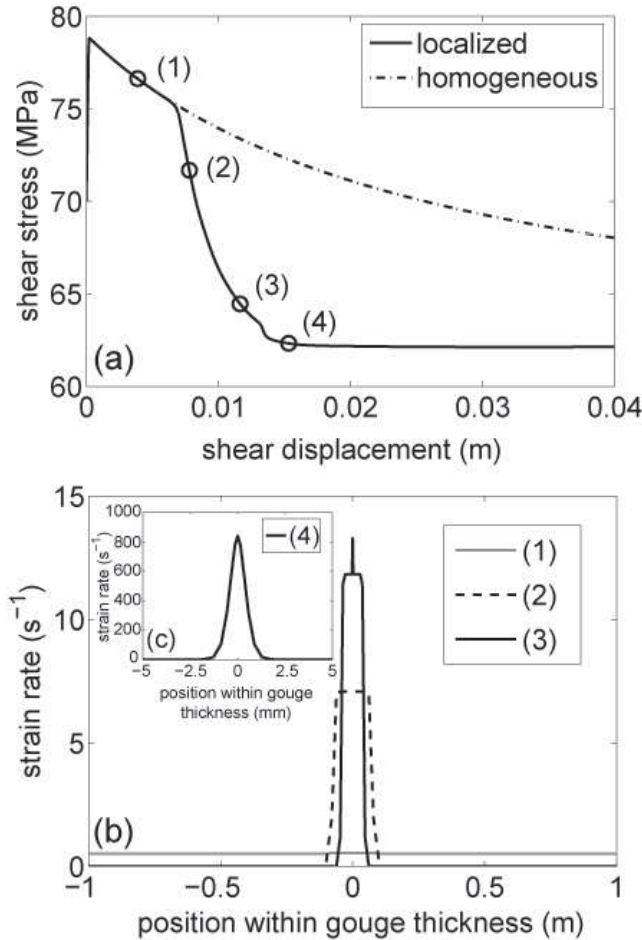 80
75
70
65
60
shear stress (MPa)
localized
homogeneous
(1)
(2)
(3)
(4)
(a)
0 0.01 0.02 0.03 0.04
shear displacement (m)
15
10
5
0
strain rate (s⁻¹)
1000
800
600
400
200
0
strain rate (s⁻¹)
(4)
(c)
−5 −2.5 0 2.5 5
position within gouge
thickness (mm)
(1)
(2)
(3)
(b)
−1 −0.5 0 0.5 1
position within gouge thickness (m)